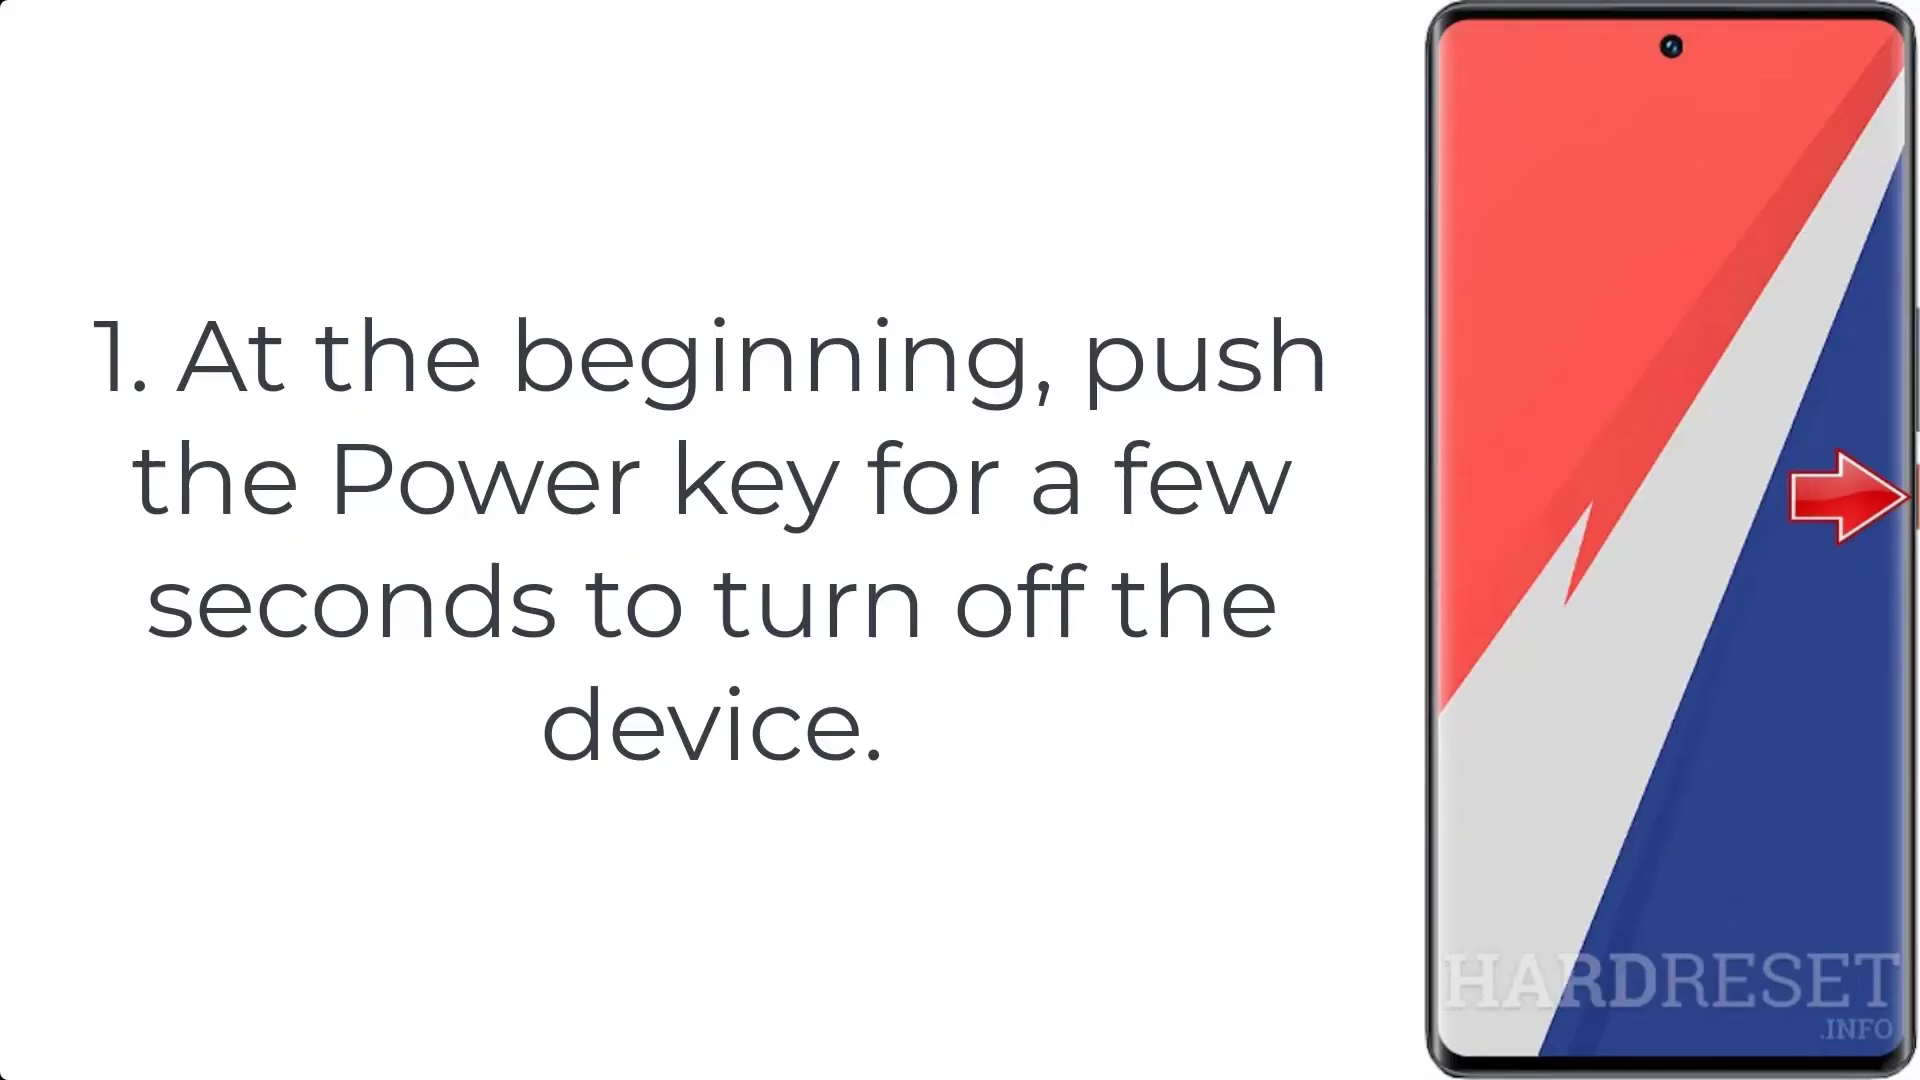 1. At the beginning, push
the Power key for a few
seconds to turn off the
device.
HARDRESET
.INFO